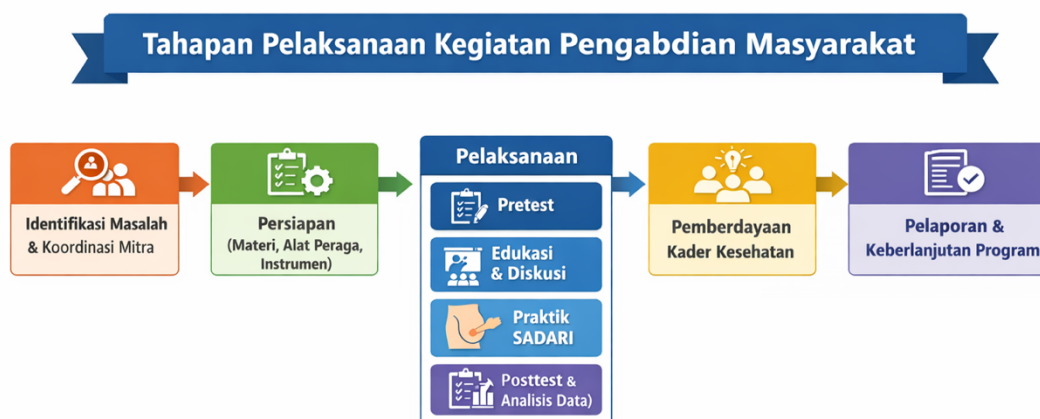 Tahapan Pelaksanaan Kegiatan Pengabdian Masyarakat
Identifikasi Masalah
& Koordinasi Mitra
Persiapan
(Materi, Alat Peraga,
Instrumen)
Pelaksanaan
Pretest
Edukasi
& Diskusi
Praktik
SADARI
Posttest &
Analisis Data)
Pemberdayaan
Kader Kesehatan
Pelaporan &
Keberlanjutan Program